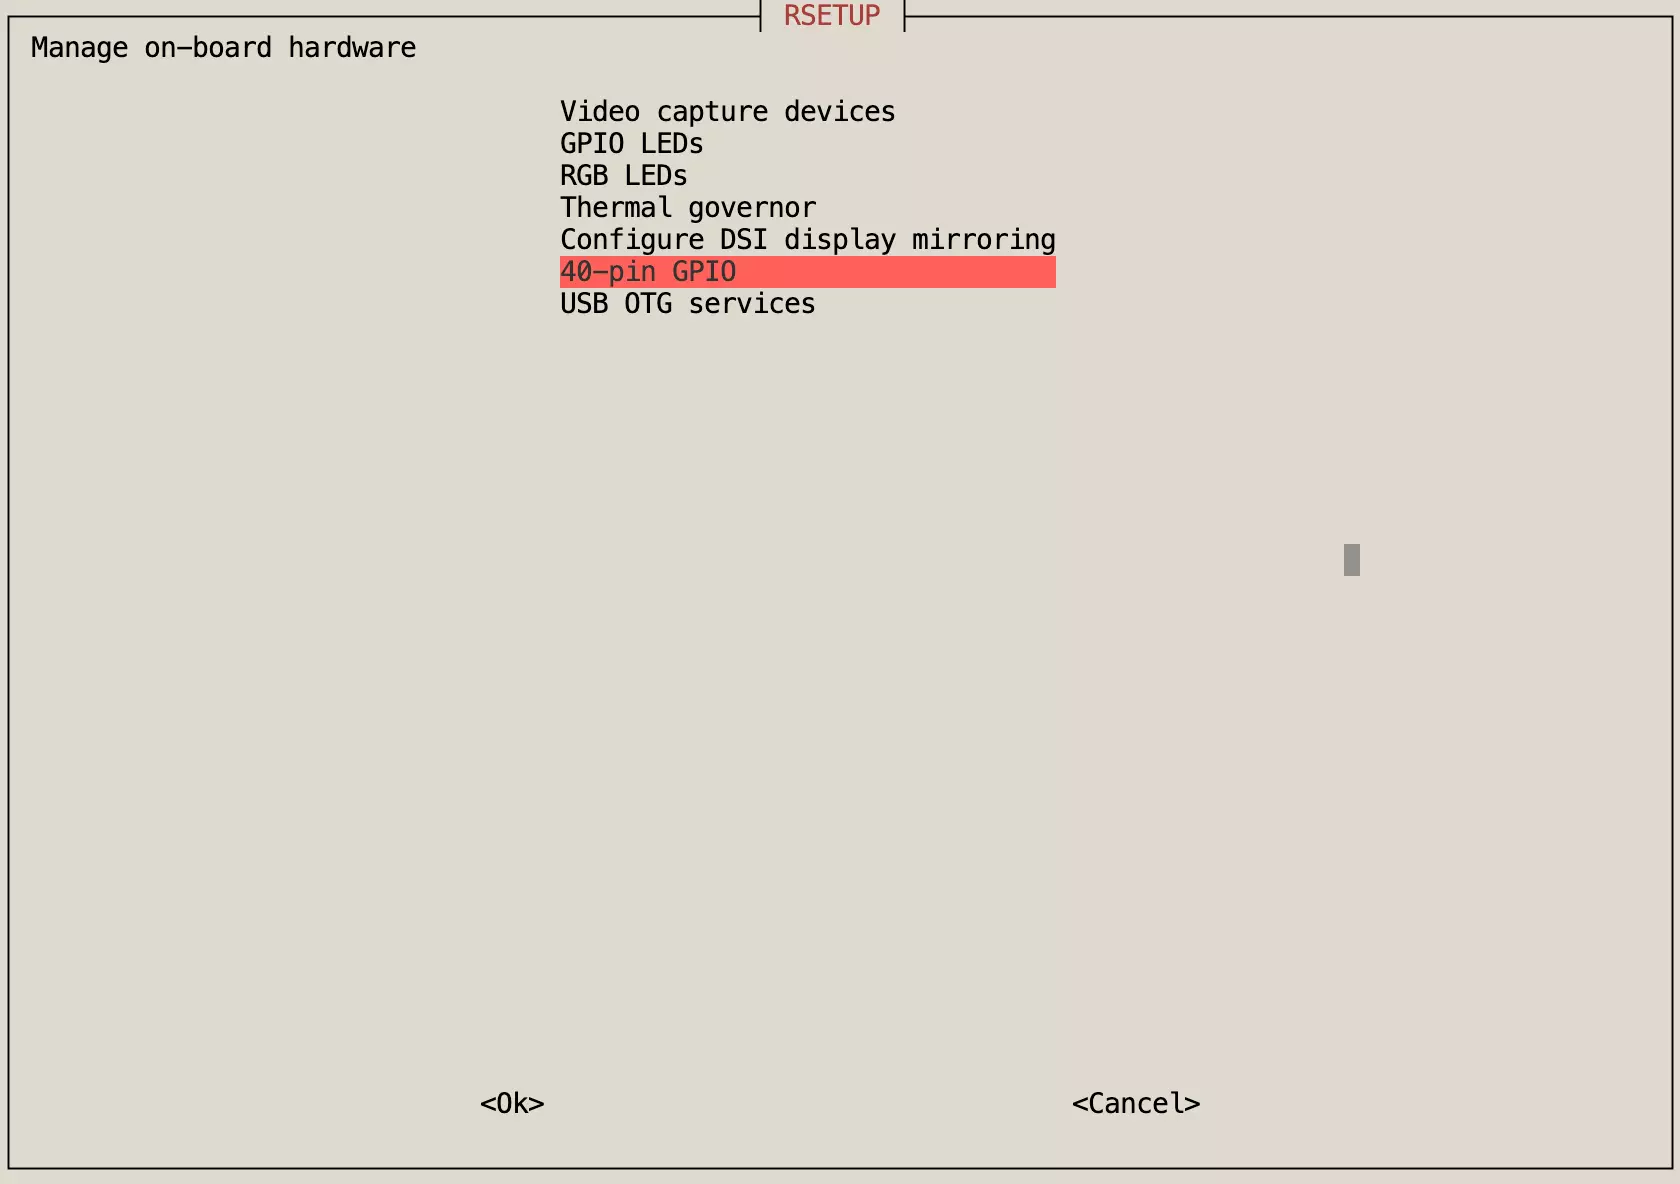 RSETUP
Manage on-board hardware
Video capture devices
GPIO LEDs
RGB LEDs
Thermal governor
Configure DSI display mirroring
40-pin GPIO
USB OTG services
<Ok> <Cancel>